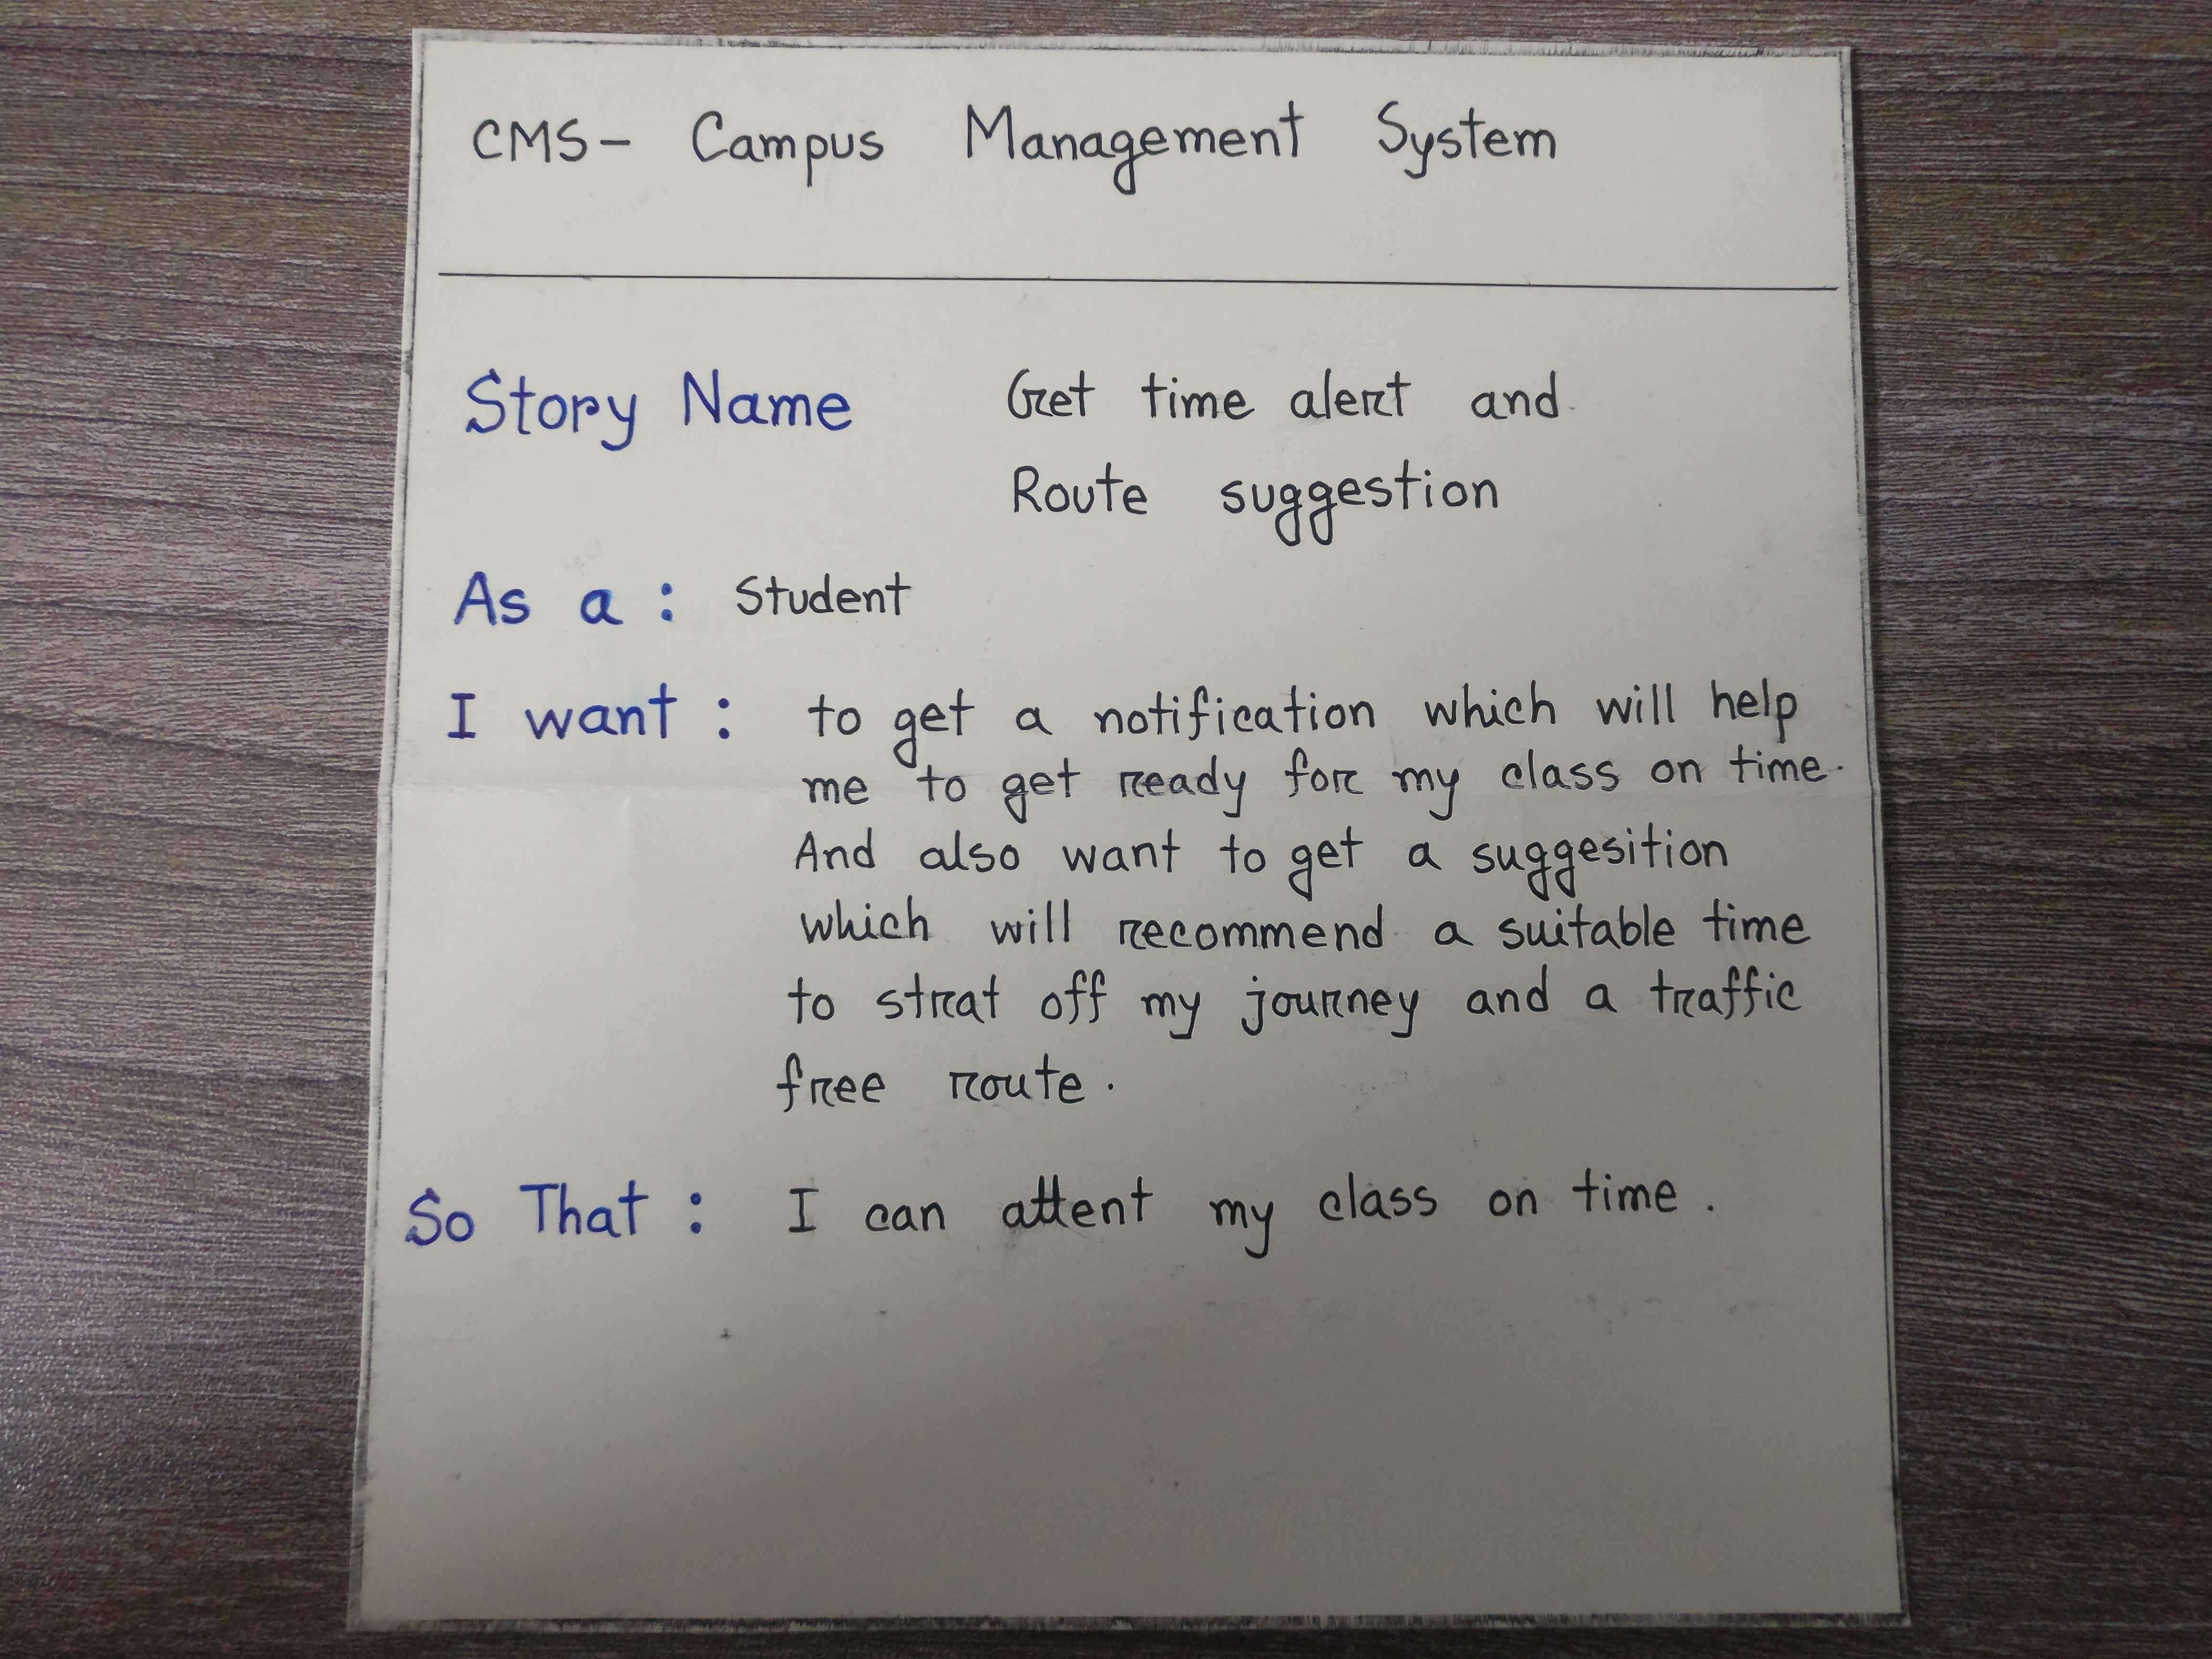 CMS- Campus Management System
Story Name Get time alert and
Route suggestion
As a : Student
I want : to get a notification which will help
me to get ready for my class on time.
And also want to get a suggesition
which will recommend a suitable time
to strat off my journey and a traffic
free route.
So That : I can attent my class on time.